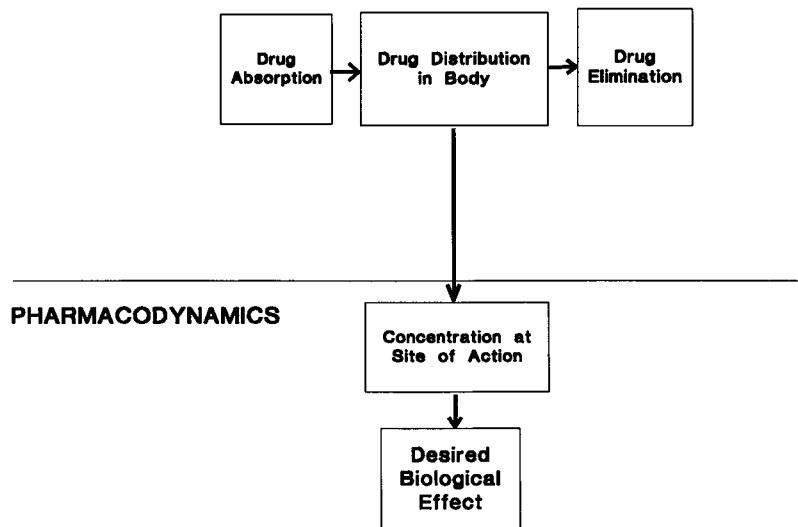 Drug
Absorption
Drug Distribution
in Body
Drug
Elimination
PHARMACODYNAMICS
Concentration at
Site of Action
Desired
Biological
Effect